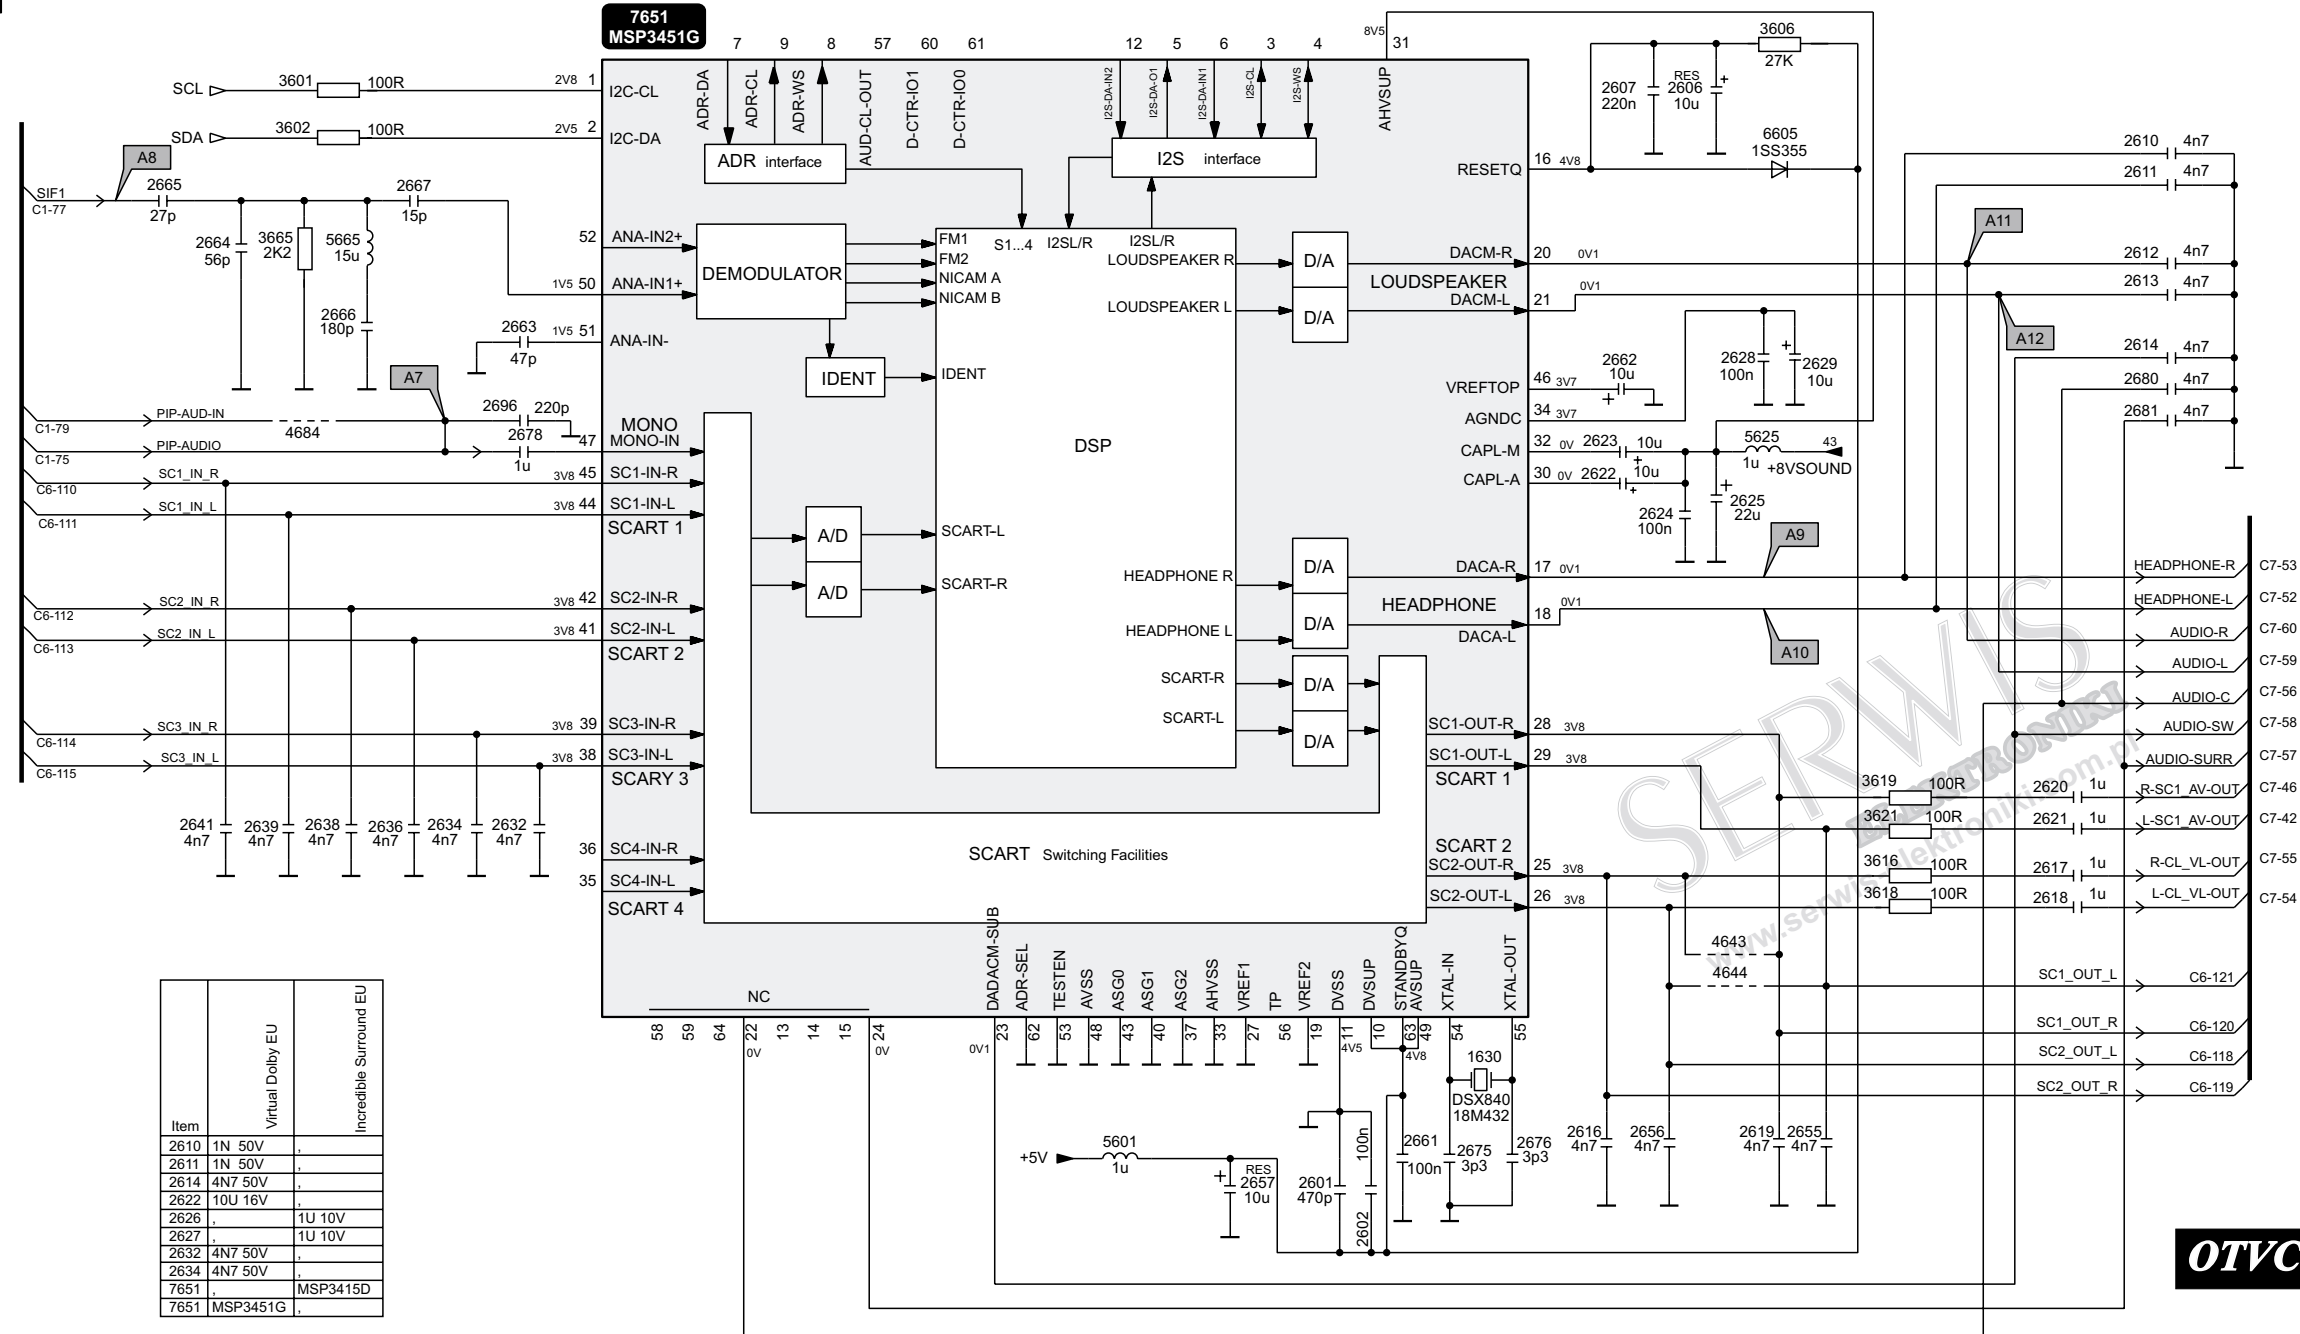 7651
MSP3451G
7 9 8 57 60 61 12 5 6 3 4 8V5 31
ADR-DA
ADR-CL
ADR-WS
AUD-CL-OUT
D-CTR-IO1
D-CTR-IO0
I2S-DA-IN2
I2S-DA-O1
I2S-DA-IN1
I2S-CL
I2S-WS
AHVSUP
SCL 3601 100R 2V8 1 I2C-CL
SDA 3602 100R 2V5 2 I2C-DA
ADR interface
I2S interface
3606
27K
2607
220n
RES
2606
10u
+
6605
1SS355
RESETQ 16 4V8
A8
SIF1
C1-77
2665
27p
2667
15p
2664
56p
3665
2K2
5665
15u
2666
180p
2663
47p
52 ANA-IN2+
1V5 50 ANA-IN1+
1V5 51 ANA-IN-
DEMODULATOR
IDENT
FM1
FM2
NICAM A
NICAM B
IDENT
S1...4
I2SL/R
I2SL/R
LOUDSPEAKER R
LOUDSPEAKER L
D/A
D/A
DACM-R 20 0V1
LOUDSPEAKER
DACM-L 21 0V1
2610 4n7
2611 4n7
A11
2612 4n7
2613 4n7
A12
2614 4n7
2680 4n7
2681 4n7
2628
100n
+
2629
10u
2662
10u
+
VREFTOP 46 3V7
AGNDC 34 3V7
CAPL-M 32 0V 2623 10u
+
CAPL-A 30 0V 2622 10u
+
5625
1u
43
+8VSOUND
2624
100n
+
2625
22u
A7
PIP-AUD-IN
C1-79
4684
2696 220p
PIP-AUDIO
C1-75
2678
1u
47
MONO
MONO-IN
SC1_IN_R
C6-110
3V8 45 SC1-IN-R
SC1_IN_L
C6-111
3V8 44 SC1-IN-L
SCART 1
SC2_IN_R
C6-112
3V8 42 SC2-IN-R
SC2_IN_L
C6-113
3V8 41 SC2-IN-L
SCART 2
SC3_IN_R
C6-114
3V8 39 SC3-IN-R
SC3_IN_L
C6-115
3V8 38 SC3-IN-L
SCARY 3
2641
4n7
2639
4n7
2638
4n7
2636
4n7
2634
4n7
2632
4n7
36 SC4-IN-R
35 SC4-IN-L
SCART 4
DSP
A/D
A/D
SCART-L
SCART-R
HEADPHONE R
HEADPHONE L
SCART-R
SCART-L
D/A
D/A
D/A
D/A
DACA-R 17 0V1
HEADPHONE
18 0V1
DACA-L
A9
A10
SC1-OUT-R 28 3V8
SC1-OUT-L 29 3V8
SCART 1
SCART Switching Facilities
SCART 2
SC2-OUT-R 25 3V8
SC2-OUT-L 26 3V8
HEADPHONE-R C7-53
HEADPHONE-L C7-52
AUDIO-R C7-60
AUDIO-L C7-59
AUDIO-C C7-56
AUDIO-SW C7-58
AUDIO-SURR C7-57
3619 100R 2620 1u R-SC1_AV-OUT C7-46
3621 100R 2621 1u L-SC1_AV-OUT C7-42
3616 100R 2617 1u R-CL_VL-OUT C7-55
3618 100R 2618 1u L-CL_VL-OUT C7-54
4643
4644
SC1_OUT_L C6-121
SC1_OUT_R C6-120
SC2_OUT_L C6-118
SC2_OUT_R C6-119
2616
4n7
2656
4n7
2619
4n7
2655
4n7
SERWIS
ELEKTRONIKI
www.serwis-elektroniki.com.pl
NC
DADACM-SUB
ADR-SEL
TESTEN
AVSS
ASG0
ASG1
ASG2
AHVSS
VREF1
TP
VREF2
DVSS
DVSUP
STANDBYQ
AVSUP
XTAL-IN
XTAL-OUT
58 59 64 22 13 14 15 24 23 62 53 48 43 40 37 33 27 56 19 11 10 63 49 54 55
0V 0V 0V1 4V5 4V8
1630
DSX840
18M432
2675
3p3
2676
3p3
+5V
5601
1u
+
RES
2657
10u
2601
470p
100n
2602
2661
100n
Item
Virtual Dolby EU
Incredible Surround EU
2610 1N 50V ,
2611 1N 50V ,
2614 4N7 50V ,
2622 10U 16V ,
2626 , 1U 10V
2627 , 1U 10V
2632 4N7 50V ,
2634 4N7 50V ,
7651 , MSP3415D
7651 MSP3451G ,
OTVC